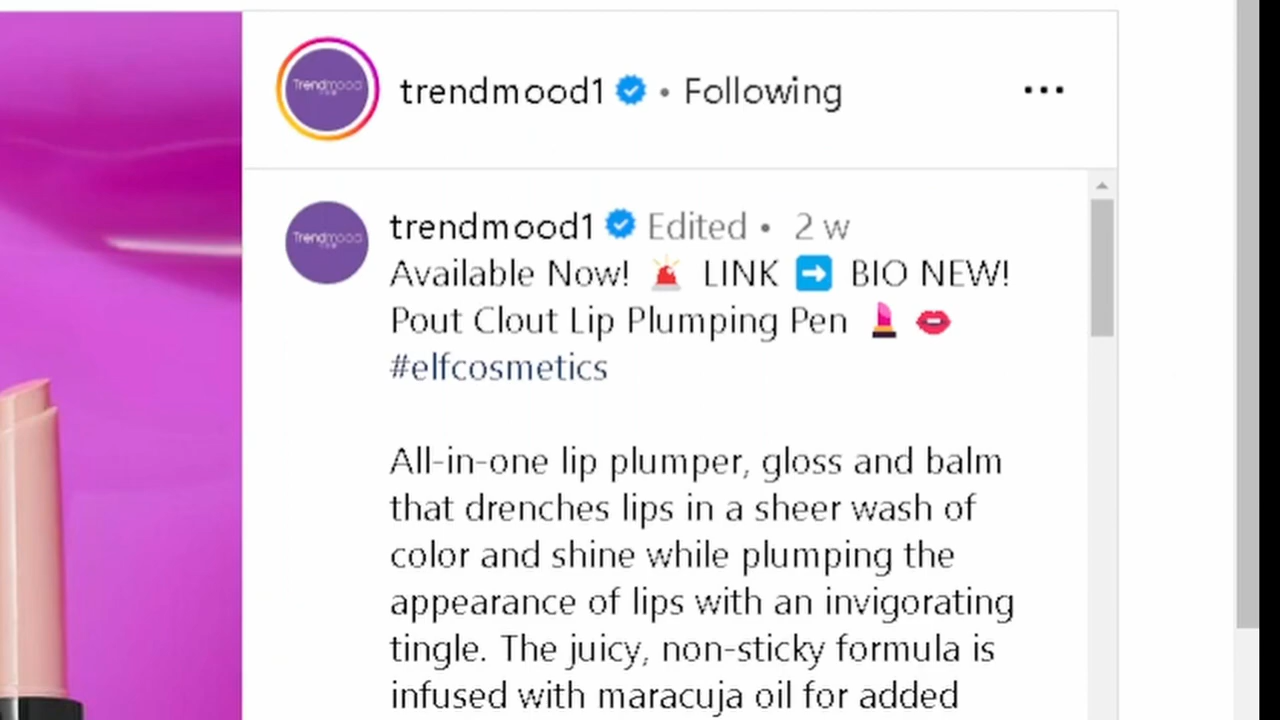 Trendmood
trendmood1 • Following
Trendmood
trendmood1 Edited • 2 w
Available Now! 🚨 LINK ➡️ BIO NEW!
Pout Clout Lip Plumping Pen 💄 👄
#elfcosmetics
All-in-one lip plumper, gloss and balm
that drenches lips in a sheer wash of
color and shine while plumping the
appearance of lips with an invigorating
tingle. The juicy, non-sticky formula is
infused with maracuja oil for added